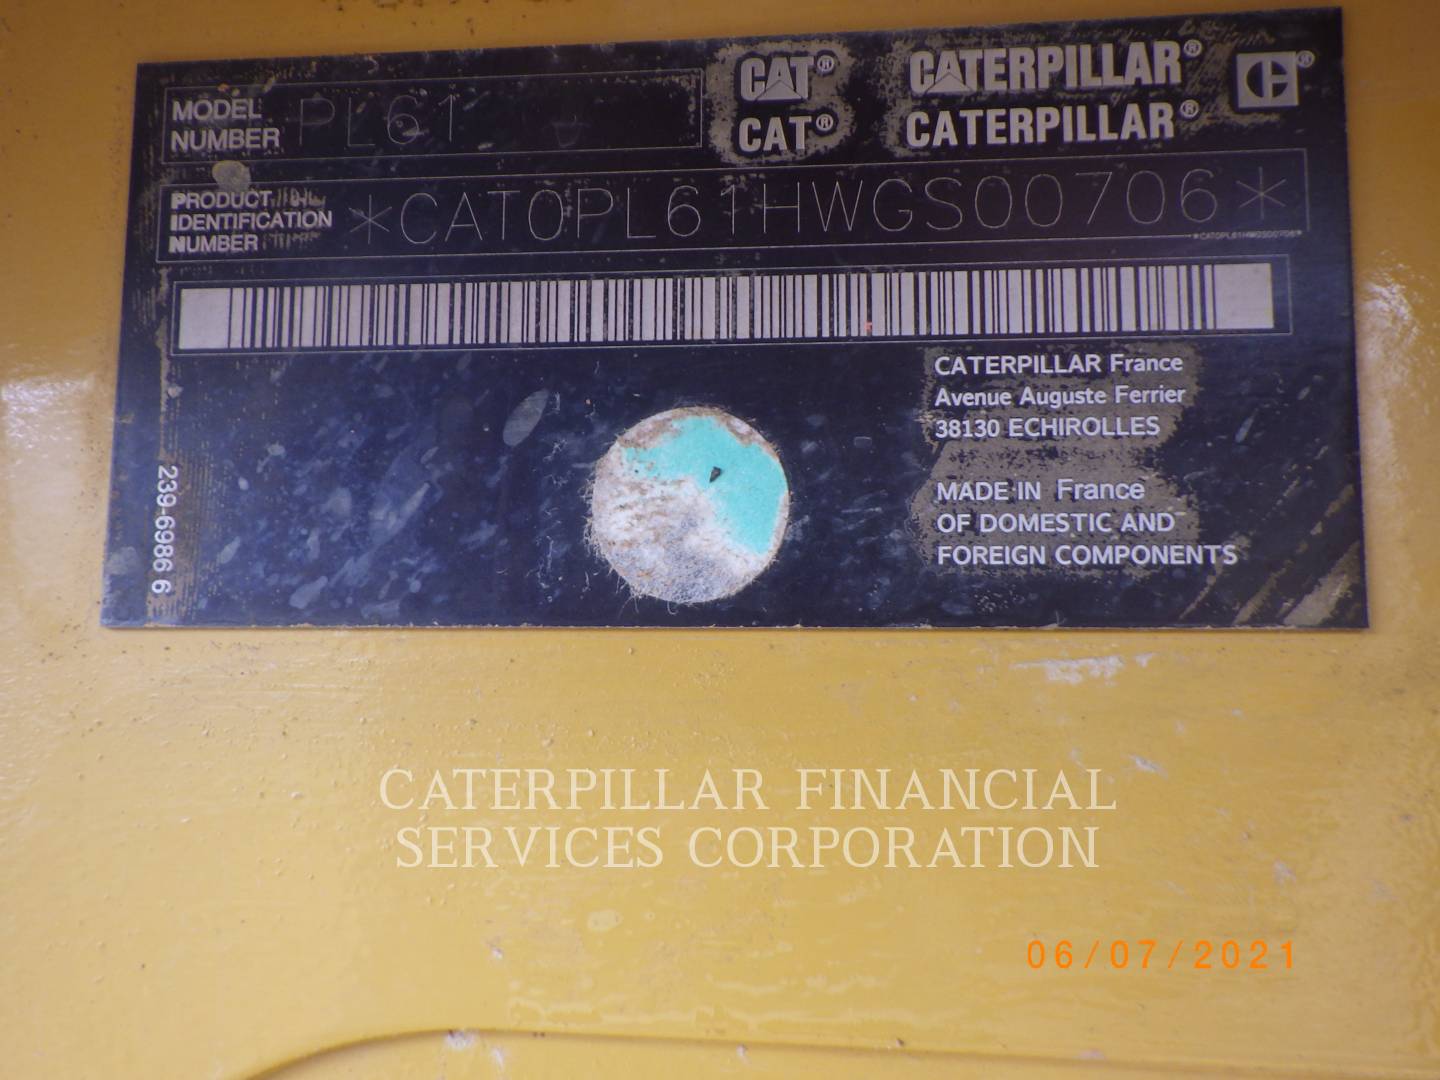 MODEL NUMBER PL61
CAT® CATERPILLAR®
CAT® CATERPILLAR®
PRODUCT
IDENTIFICATION
NUMBER
*CAT0PL61HWGS00706*
*CAT0PL61HWGS00706*
CATERPILLAR France
Avenue Auguste Ferrier
38130 ECHIROLLES
MADE IN France
OF DOMESTIC AND
FOREIGN COMPONENTS
239-6986 6
CATERPILLAR FINANCIAL
SERVICES CORPORATION
06/07/2021